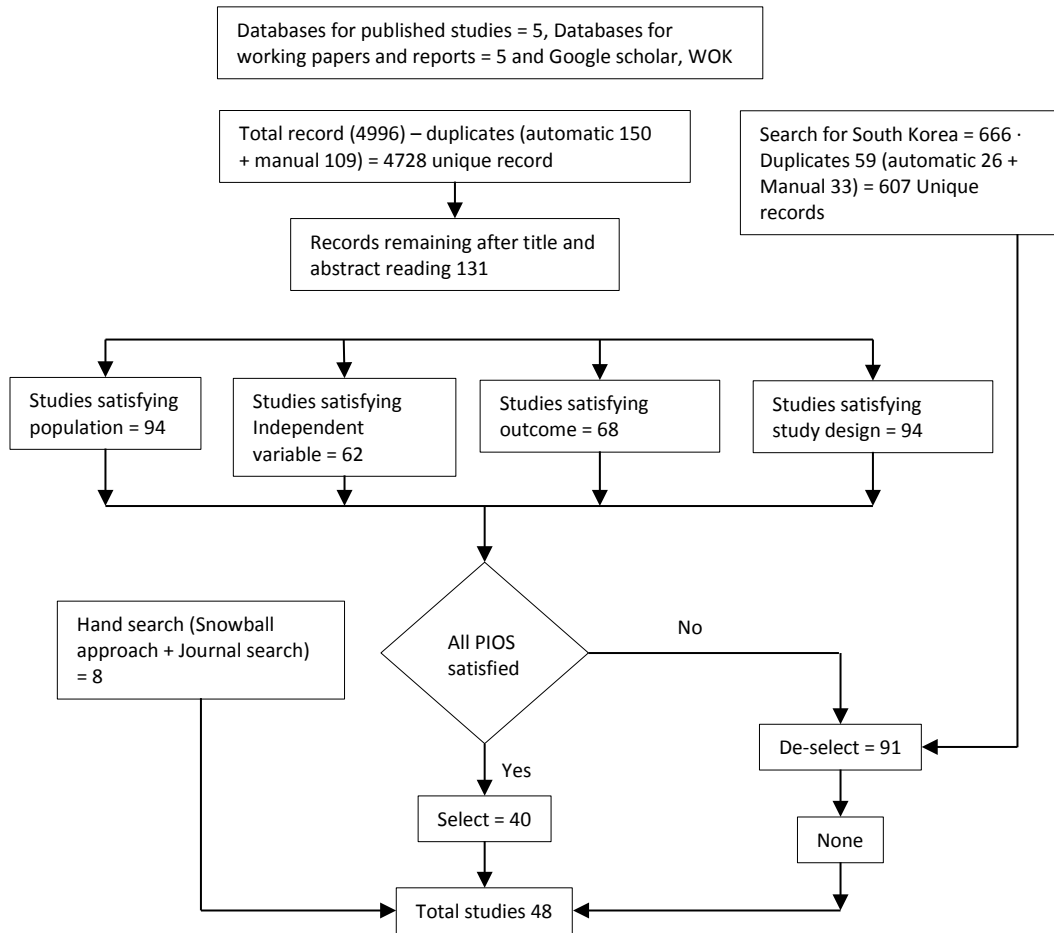 Databases for published studies = 5, Databases for
working papers and reports = 5 and Google scholar, WOK
Total record (4996) – duplicates (automatic 150
+ manual 109) = 4728 unique record
Search for South Korea = 666 ·
Duplicates 59 (automatic 26 +
Manual 33) = 607 Unique
records
Records remaining after title and
abstract reading 131
Studies satisfying
population = 94
Studies satisfying
Independent
variable = 62
Studies satisfying
outcome = 68
Studies satisfying
study design = 94
Hand search (Snowball
approach + Journal search)
= 8
All PIOS
satisfied
No
De-select = 91
Yes
Select = 40
None
Total studies 48